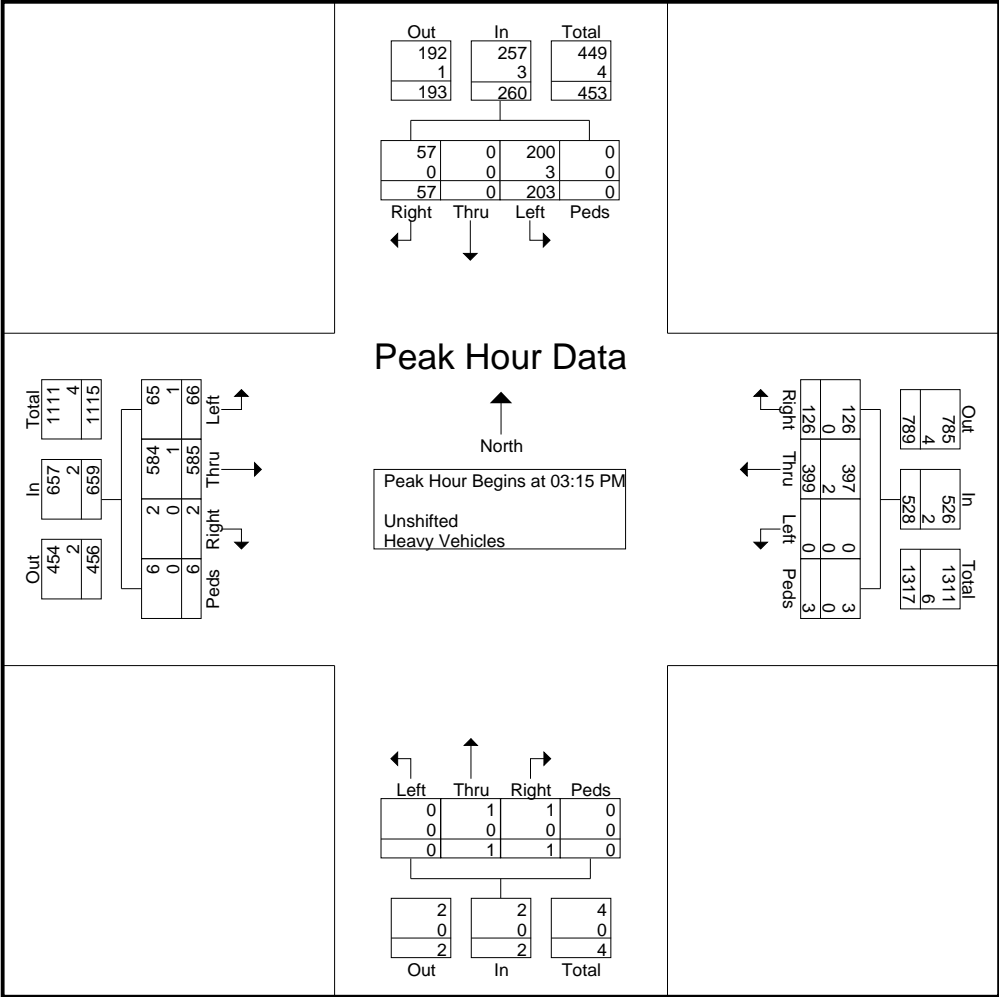 Out In Total
192 257 449
1 3 4
193 260 453
57 0 200 0
0 0 3 0
57 0 203 0
Right Thru Left Peds
Peak Hour Data
North
Peak Hour Begins at 03:15 PM
Unshifted
Heavy Vehicles
Total
1111
4
1115
In
657
2
659
Out
454
2
456
65
1
66
Left
584
1
585
Thru
2
0
2
Right
6
0
6
Peds
Right
126
0
126
Thru
399
2
397
Left
0
0
0
Peds
3
0
3
Out
785
4
789
In
526
2
528
Total
1311
6
1317
Left Thru Right Peds
0 1 1 0
0 0 0 0
0 1 1 0
2 2 4
0 0 0
2 2 4
Out In Total